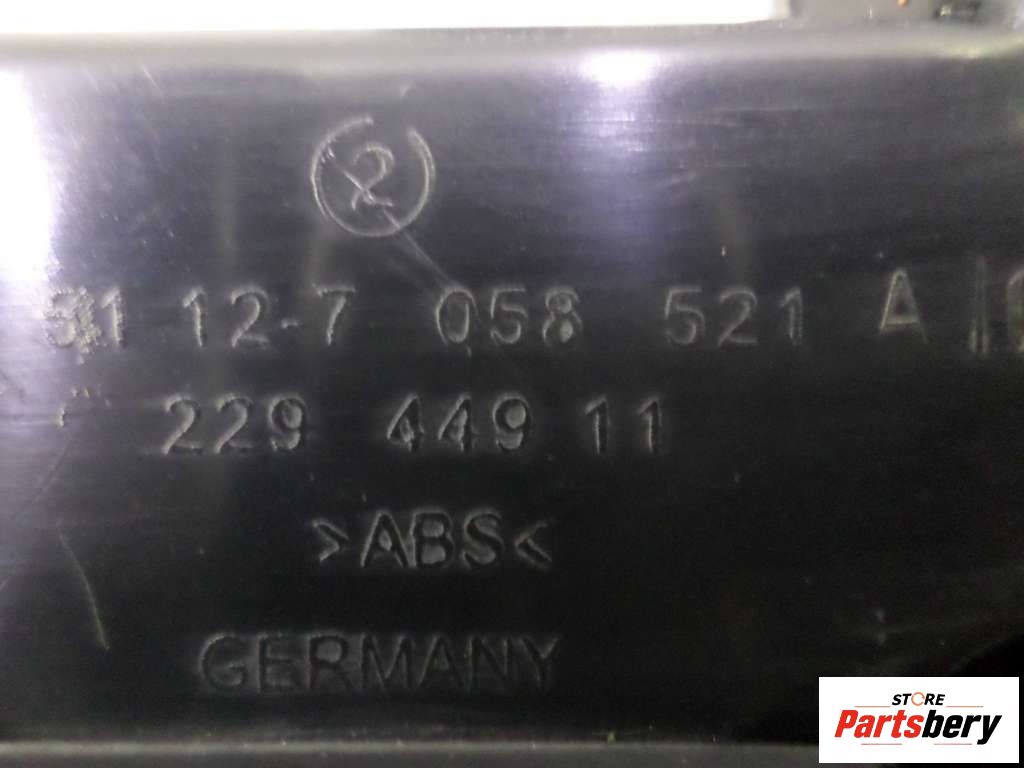 2
51 12-7 058 521 A
229 449 11
>ABS<
GERMANY
STORE
Partsbery